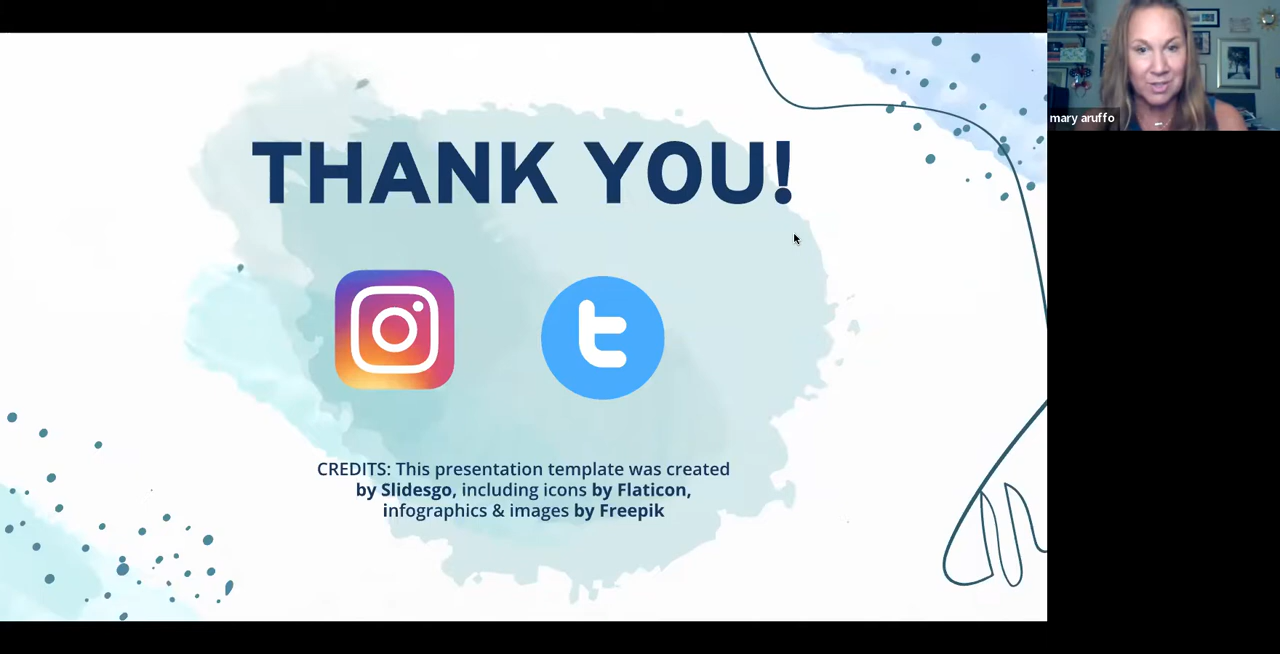 mary aruffo
THANK YOU!
CREDITS: This presentation template was created
by Slidesgo, including icons by Flaticon,
infographics & images by Freepik